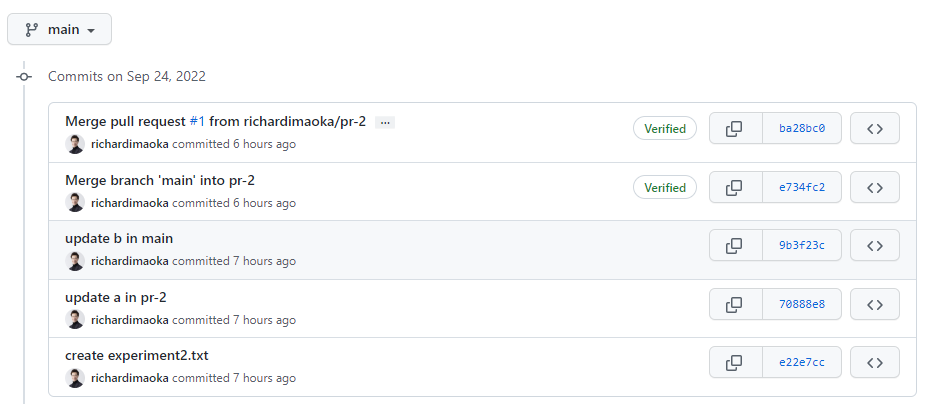 main
Commits on Sep 24, 2022
Merge pull request #1 from richardimaoka/pr-2 ...
richardimaoka committed 6 hours ago
Verified
ba28bc0
Merge branch 'main' into pr-2
richardimaoka committed 6 hours ago
Verified
e734fc2
update b in main
richardimaoka committed 7 hours ago
9b3f23c
update a in pr-2
richardimaoka committed 7 hours ago
70888e8
create experiment2.txt
richardimaoka committed 7 hours ago
e22e7cc